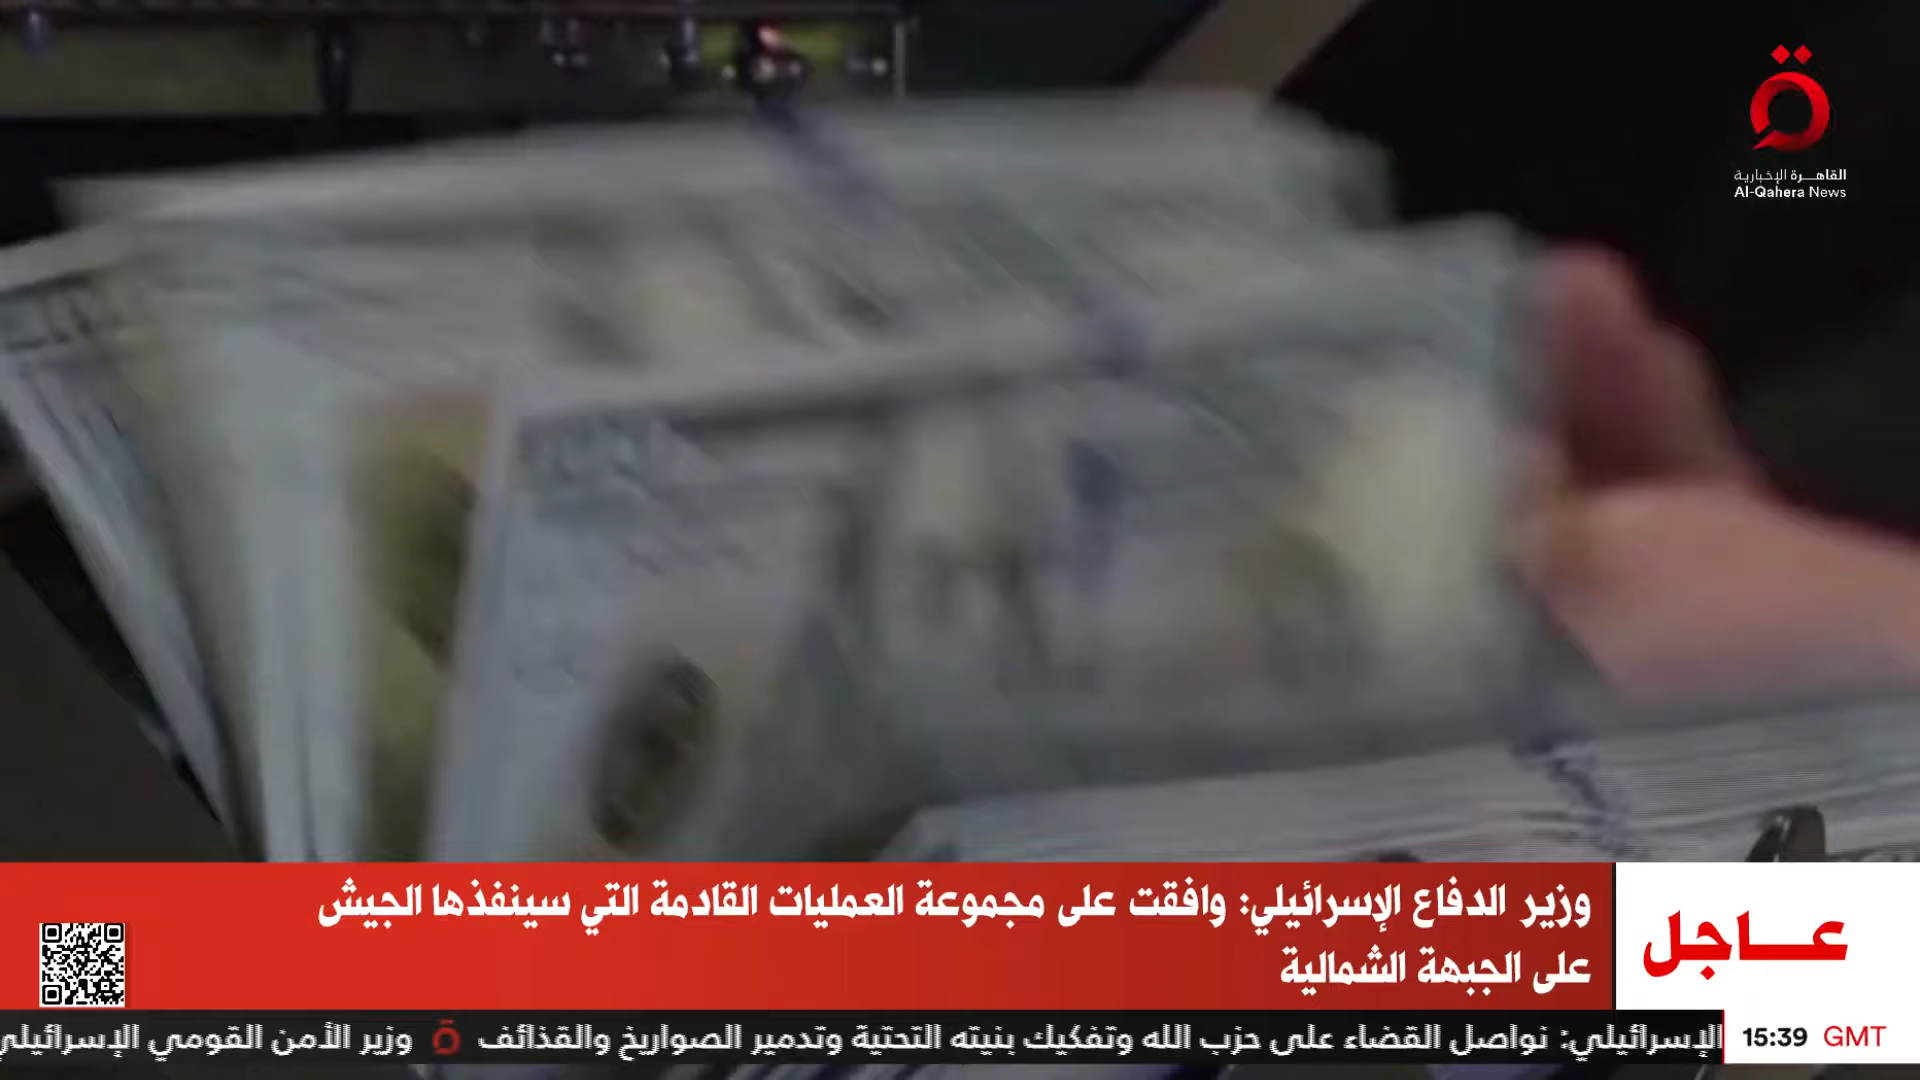 القاهرة الإخبارية
Al-Qahera News
وزير الدفاع الإسرائيلي: وافقت على مجموعة العمليات القادمة التي سينفذها الجيش
على الجبهة الشمالية
عاجل
الإسرائيلي: نواصل القضاء على حزب الله وتفكيك بنيته التحتية وتدمير الصواريخ والقذائف
وزير الأمن القومي الإسرائيلي
15:39 GMT